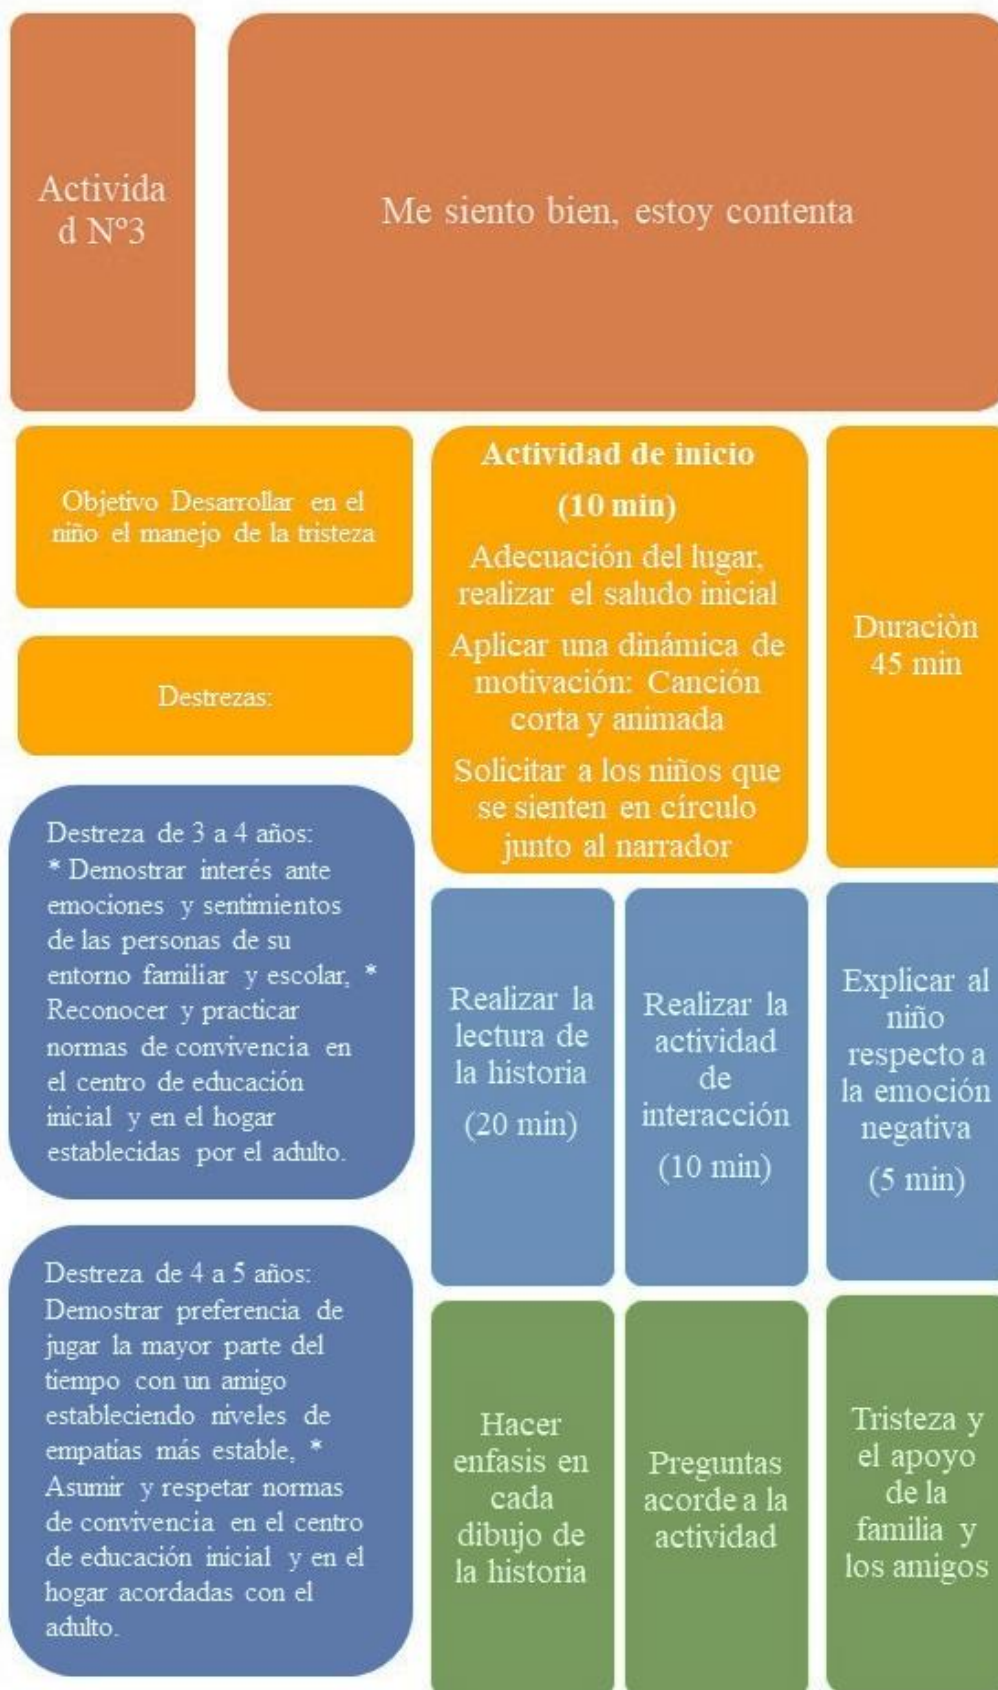 Activida
d Nº3
Me siento bien, estoy contenta
Objetivo Desarrollar en el
niño el manejo de la tristeza
Destrezas:
Actividad de inicio
(10 min)
Adecuación del lugar,
realizar el saludo inicial
Aplicar una dinámica de
motivación: Canción
corta y animada
Solicitar a los niños que
se sienten en círculo
junto al narrador
Duraciòn
45 min
Destreza de 3 a 4 años:
* Demostrar interés ante
emociones y sentimientos
de las personas de su
entorno familiar y escolar, *
Reconocer y practicar
normas de convivencia en
el centro de educación
inicial y en el hogar
establecidas por el adulto.
Destreza de 4 a 5 años:
Demostrar preferencia de
jugar la mayor parte del
tiempo con un amigo
estableciendo niveles de
empatías más estable, *
Asumir y respetar normas
de convivencia en el centro
de educación inicial y en el
hogar acordadas con el
adulto.
Realizar la
lectura de
la historia
(20 min)
Realizar la
actividad
de
interacción
(10 min)
Explicar al
niño
respecto a
la emoción
negativa
(5 min)
Hacer
enfasis en
cada
dibujo de
la historia
Preguntas
acorde a la
actividad
Tristeza y
el apoyo
de la
familia y
los amigos